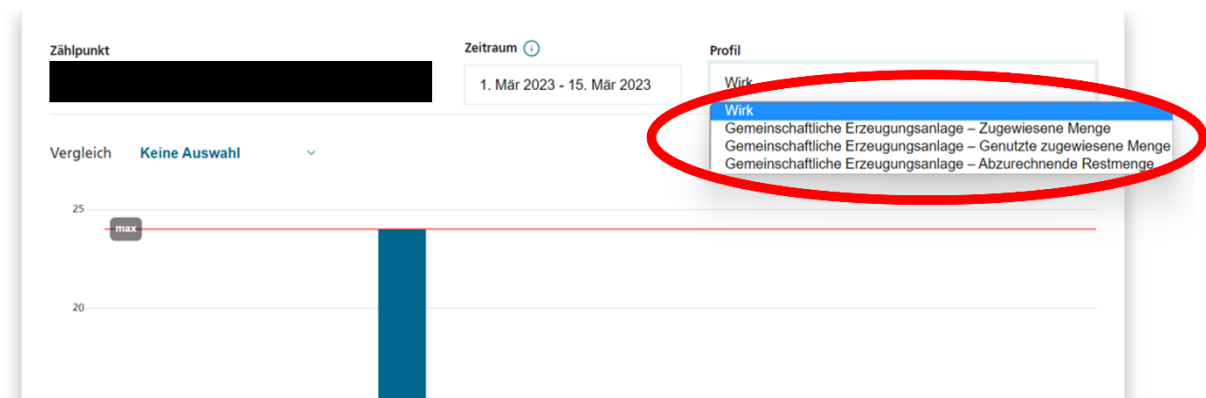 Zählpunkt
Zeitraum
Profil
1. Mär 2023 - 15. Mär 2023
Wirk
Wirk
Gemeinschaftliche Erzeugungsanlage – Zugewiesene Menge
Gemeinschaftliche Erzeugungsanlage – Genutzte zugewiesene Menge
Gemeinschaftliche Erzeugungsanlage – Abzurechnende Restmenge
Vergleich Keine Auswahl
25
max
20